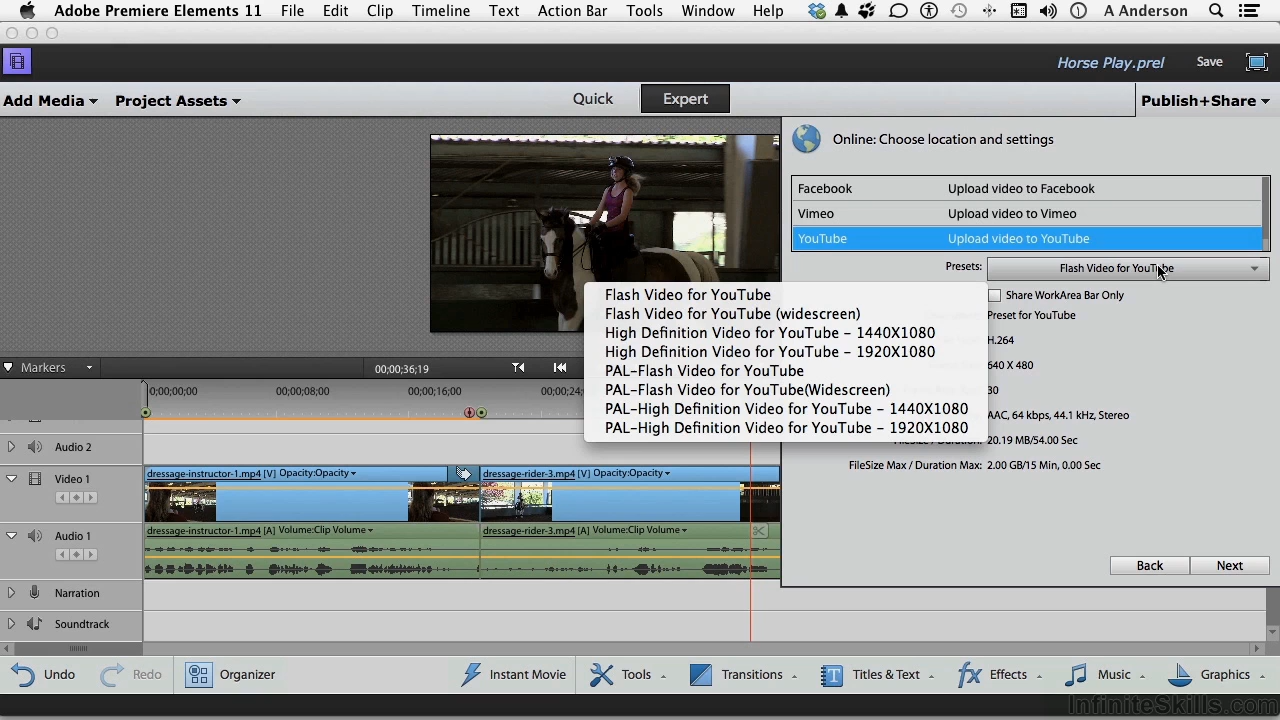 Adobe Premiere Elements 11 File Edit Clip Timeline Text Action Bar Tools Window Help A Anderson
Horse Play.prel Save
Add Media Project Assets Quick Expert Publish+Share
Online: Choose location and settings
Facebook Upload video to Facebook
Vimeo Upload video to Vimeo
YouTube Upload video to YouTube
Presets: Flash Video for YouTube
Share WorkArea Bar Only
Preset for YouTube
H.264
640 X 480
30
AAC, 64 kbps, 44.1 kHz, Stereo
20.19 MB/54.00 Sec
FileSize Max / Duration Max: 2.00 GB/15 Min, 0.00 Sec
Back Next
Flash Video for YouTube
Flash Video for YouTube (widescreen)
High Definition Video for YouTube – 1440X1080
High Definition Video for YouTube – 1920X1080
PAL–Flash Video for YouTube
PAL–Flash Video for YouTube(Widescreen)
PAL–High Definition Video for YouTube – 1440X1080
PAL–High Definition Video for YouTube – 1920X1080
Markers 00;00;36;19
0;00;00;00 00;00;08;00 00;00;16;00 00;00;24;
Audio 2
Video 1 dressage-instructor-1.mp4 [V] Opacity:Opacity dressage-rider-3.mp4 [V] Opacity:Opacity
Audio 1 dressage-instructor-1.mp4 [A] Volume:Clip Volume dressage-rider-3.mp4 [A] Volume:Clip Volume
Narration
Soundtrack
Undo Redo Organizer Instant Movie Tools Transitions Titles & Text Effects Music Graphics
InfiniteSkills.com